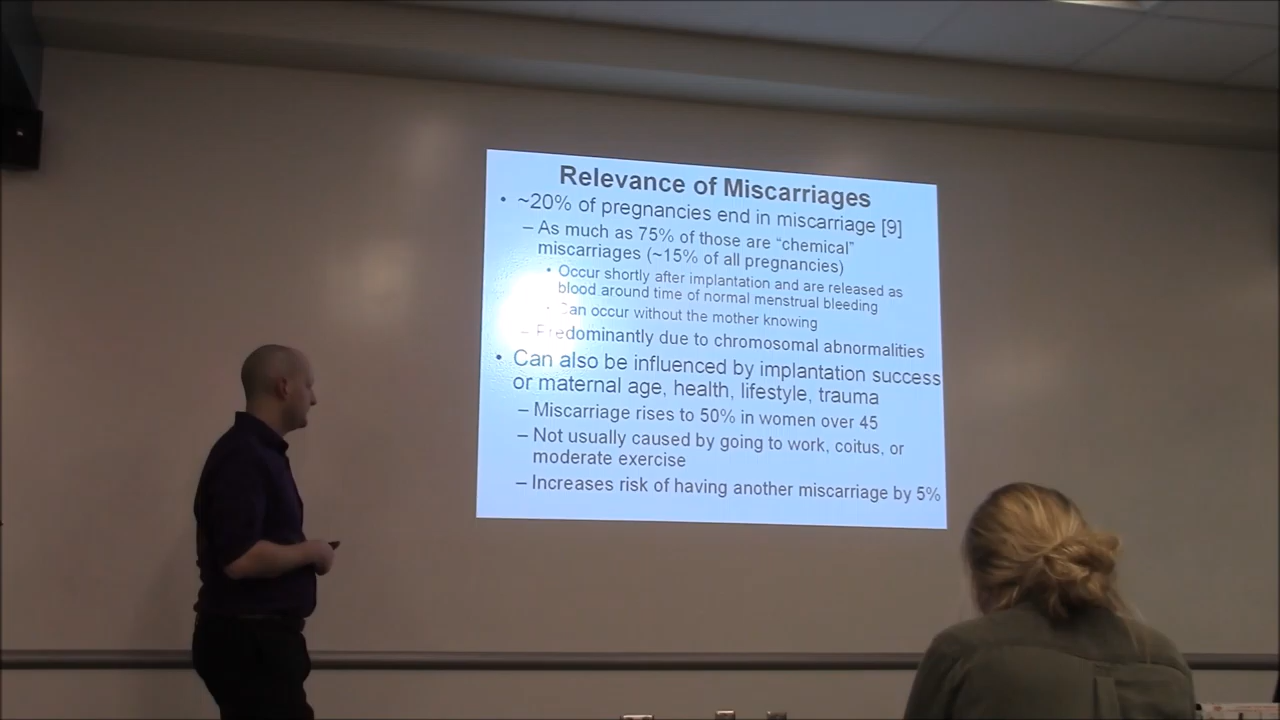 Relevance of Miscarriages
• ~20% of pregnancies end in miscarriage [9]
– As much as 75% of those are “chemical”
miscarriages (~15% of all pregnancies)
• Occur shortly after implantation and are released as
blood around time of normal menstrual bleeding
• Can occur without the mother knowing
– Predominantly due to chromosomal abnormalities
• Can also be influenced by implantation success
or maternal age, health, lifestyle, trauma
– Miscarriage rises to 50% in women over 45
– Not usually caused by going to work, coitus, or
moderate exercise
– Increases risk of having another miscarriage by 5%